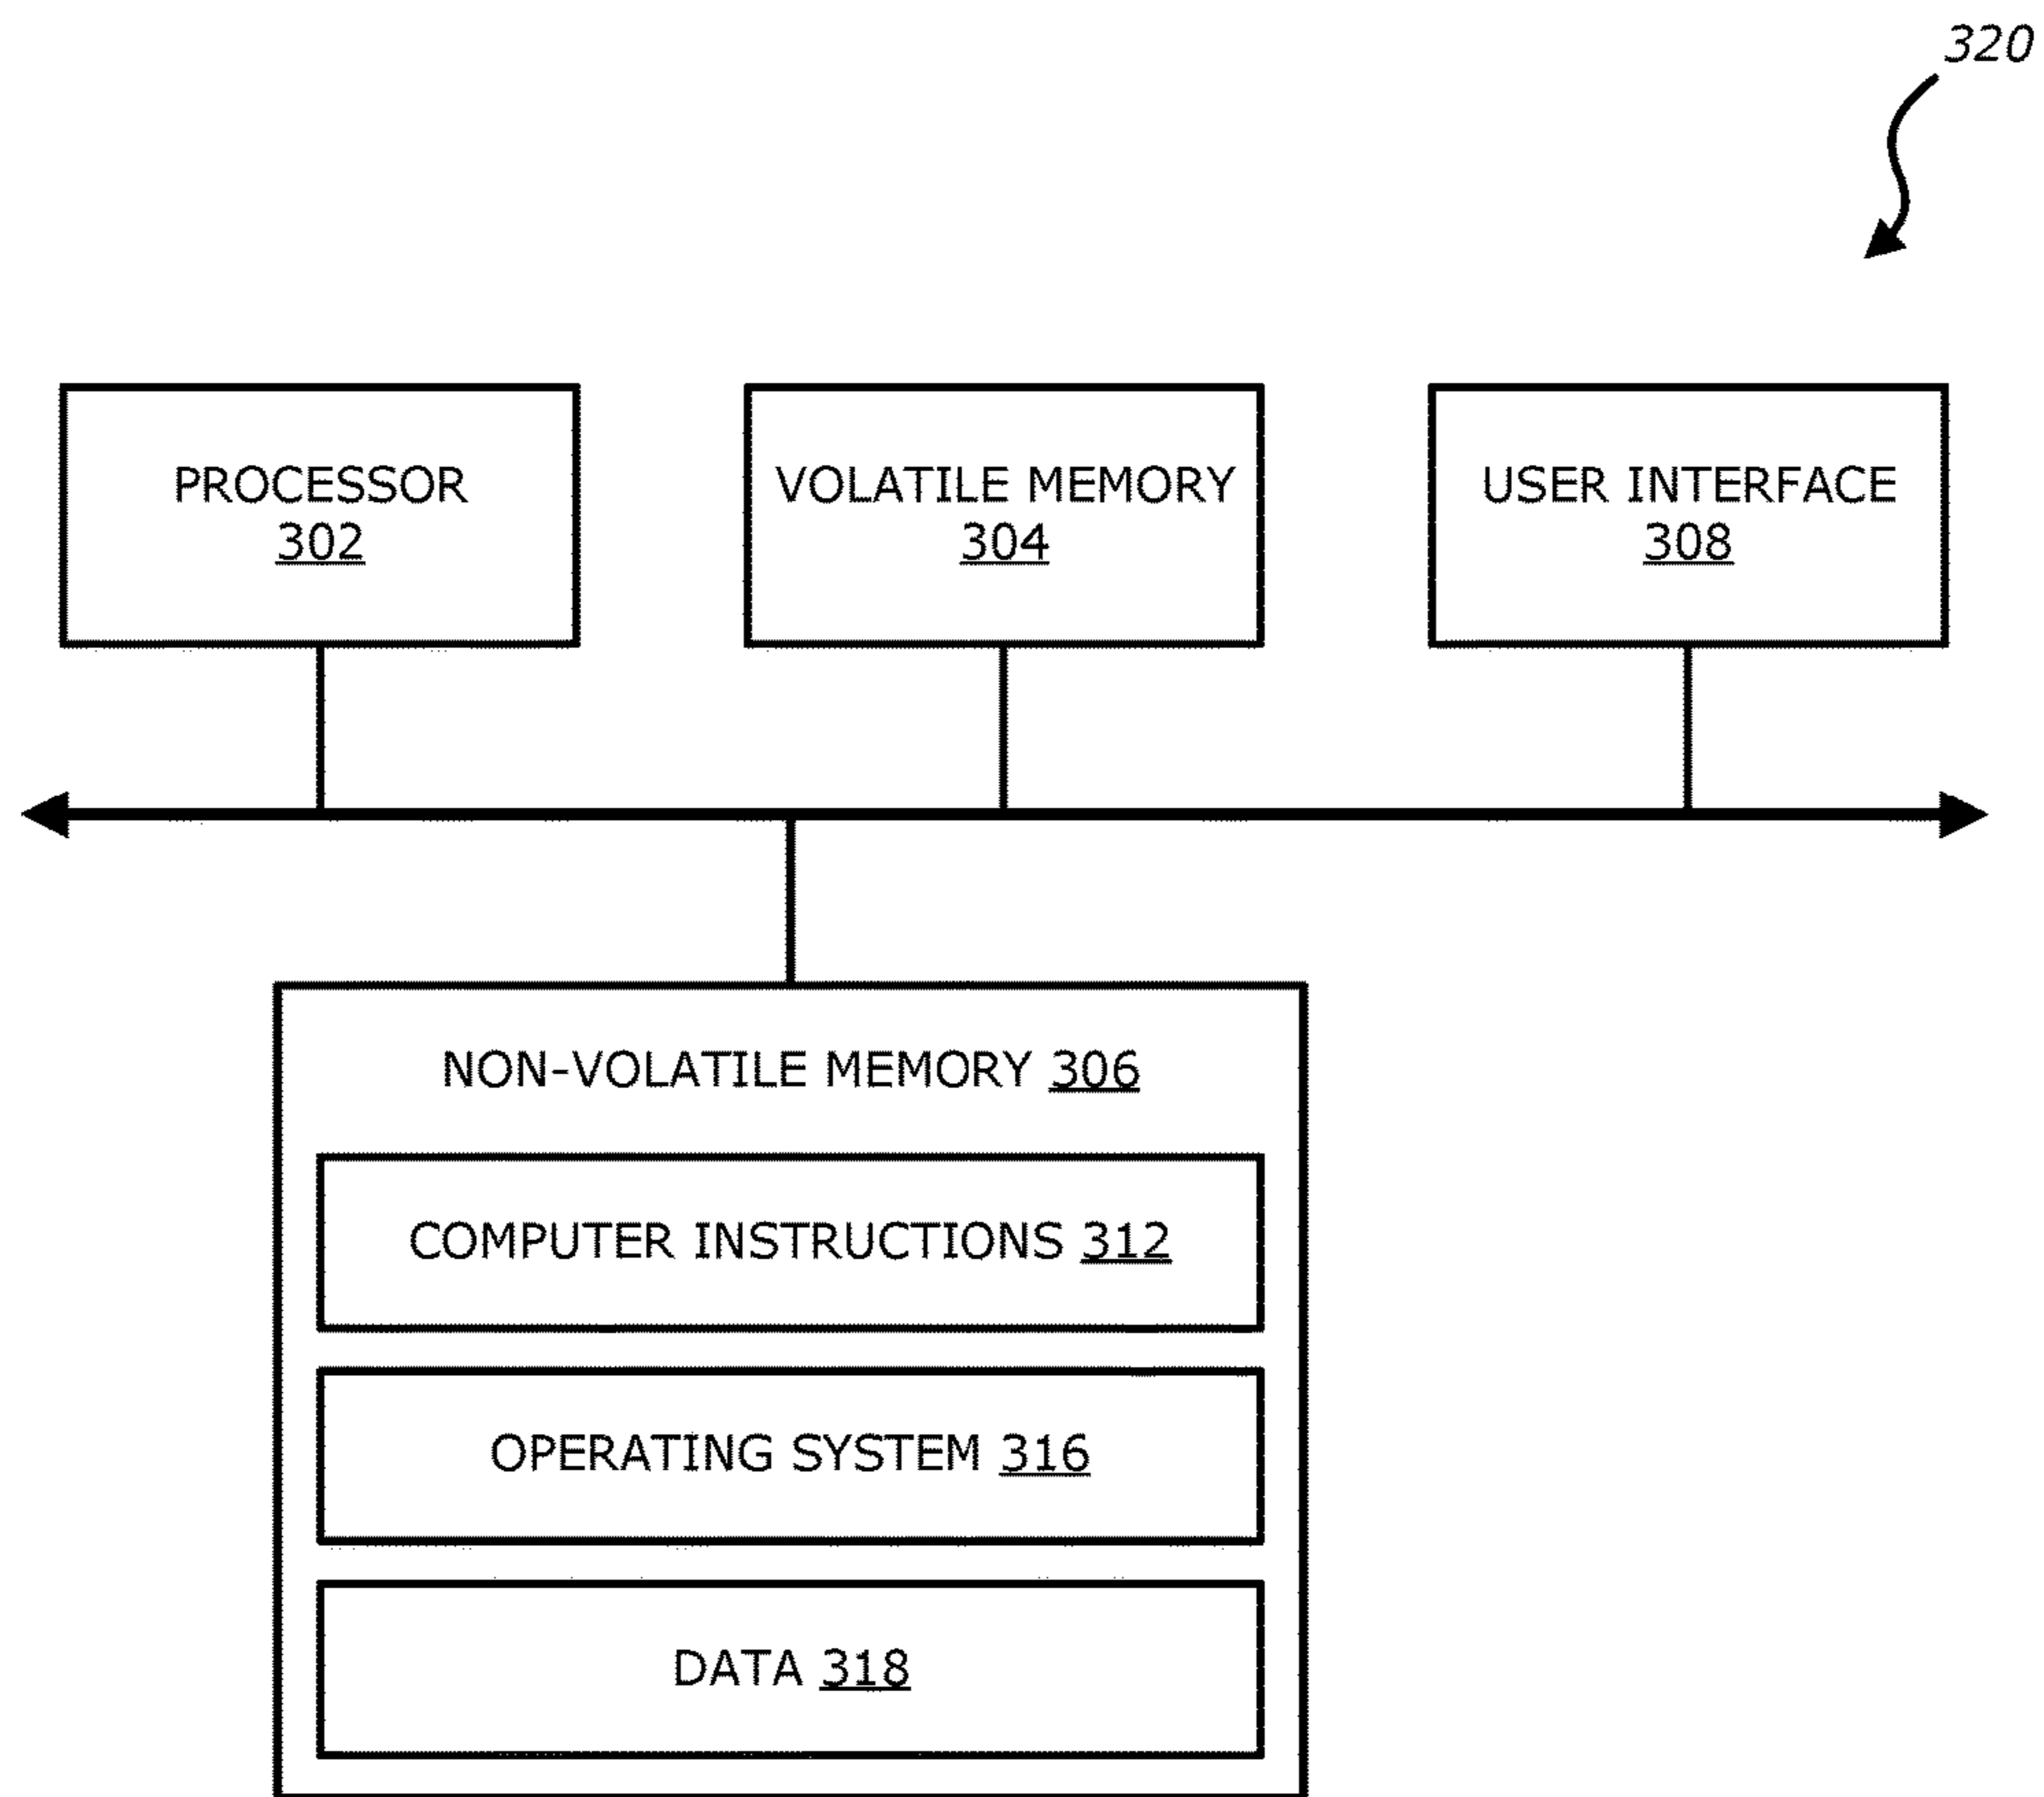 320
PROCESSOR
302
VOLATILE MEMORY
304
USER INTERFACE
308
NON-VOLATILE MEMORY 306
COMPUTER INSTRUCTIONS 312
OPERATING SYSTEM 316
DATA 318